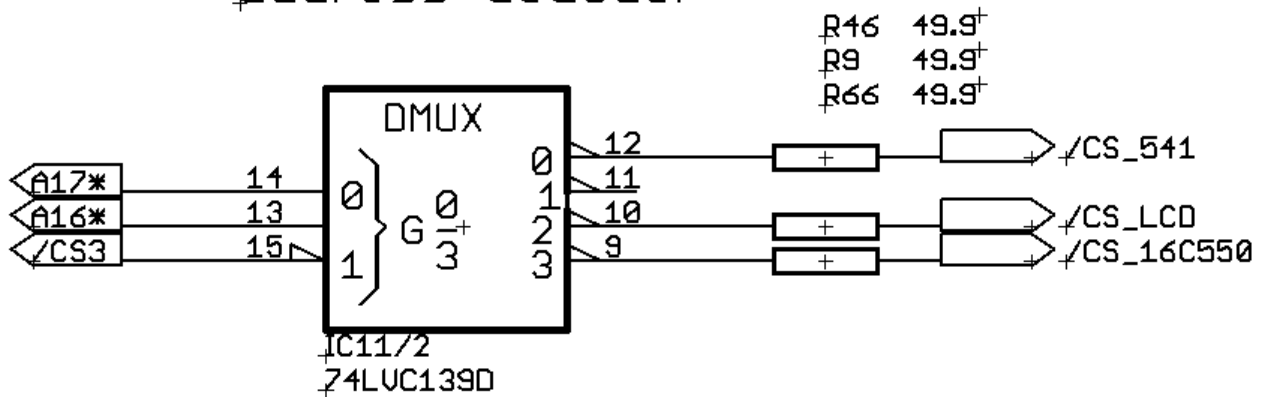 R46 49.9
R9 49.9
R66 49.9
DMUX
0 12 /CS_541
A17* 14 0 1 11
A16* 13 G 0/3 2 10 /CS_LCD
/CS3 15 1 3 9 /CS_16C550
IC11/2
74LVC139D